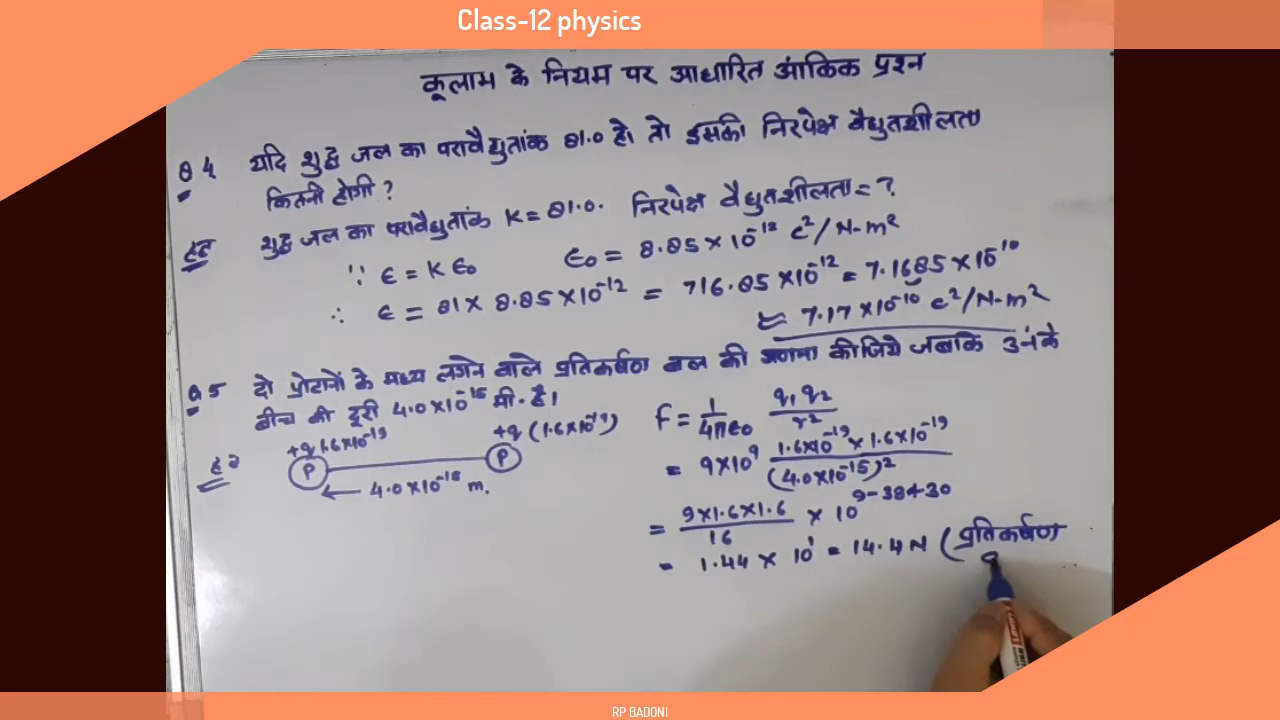 Class-12 physics
कूलाम के नियम पर आधारित आंकिक प्रश्न
Q 4 यदि शुद्ध जल का परावैद्युतांक 81.0 हो तो इसकी निरपेक्ष वैद्युतशीलता
कितनी होगी ?
हल शुद्ध जल का परावैद्युतांक K = 81.0. निरपेक्ष वैद्युतशीलता = ?
∵ ε = K ε₀ ε₀ = 8.85 × 10⁻¹² C²/N-m²
∴ ε = 81 × 8.85 × 10⁻¹² = 716.85 × 10⁻¹² = 7.1685 × 10⁻¹⁰
≈ 7.17 × 10⁻¹⁰ C²/N-m²
Q 5 दो प्रोटानों के मध्य लगने वाले प्रतिकर्षण बल की गणना कीजिये जबकि उनके
बीच की दूरी 4.0 × 10⁻¹⁵ मी. है।
हल +q 1.6 × 10⁻¹⁹ +q (1.6 × 10⁻¹⁹)
P P
4.0 × 10⁻¹⁵ m.
F = 1/4πε₀ q₁ q₂/r²
= 9 × 10⁹ 1.6 × 10⁻¹⁹ × 1.6 × 10⁻¹⁹/(4.0 × 10⁻¹⁵)²
= 9 × 1.6 × 1.6/16 × 10⁹⁻³⁸⁺³⁰
= 1.44 × 10¹ = 14.4 N (प्रतिकर्षण
RP BADONI